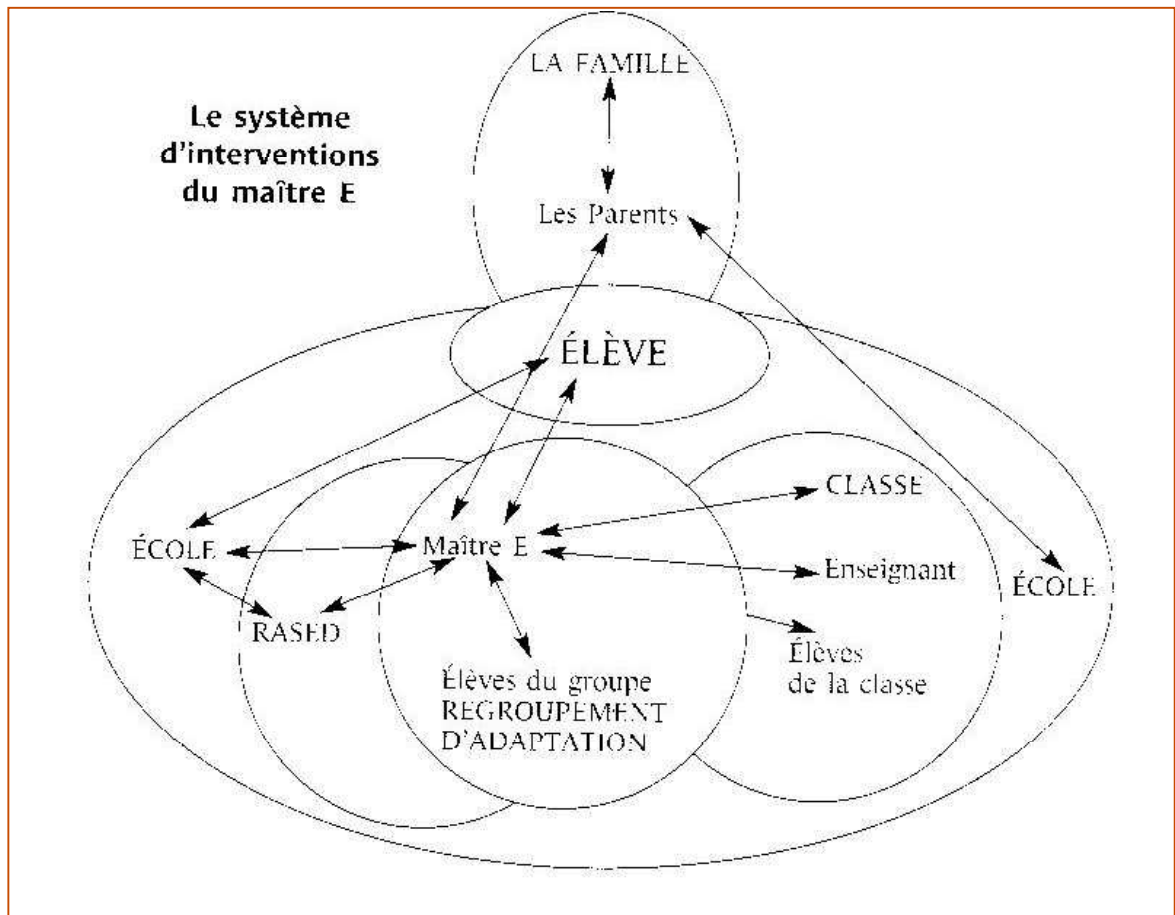 LA FAMILLE
Le système
d'interventions
du maître E
Les Parents
ÉLÈVE
CLASSE
ÉCOLE
Maître E
Enseignant
ÉCOLE
RASED
Élèves
de la classe
Élèves du groupe
REGROUPEMENT
D'ADAPTATION